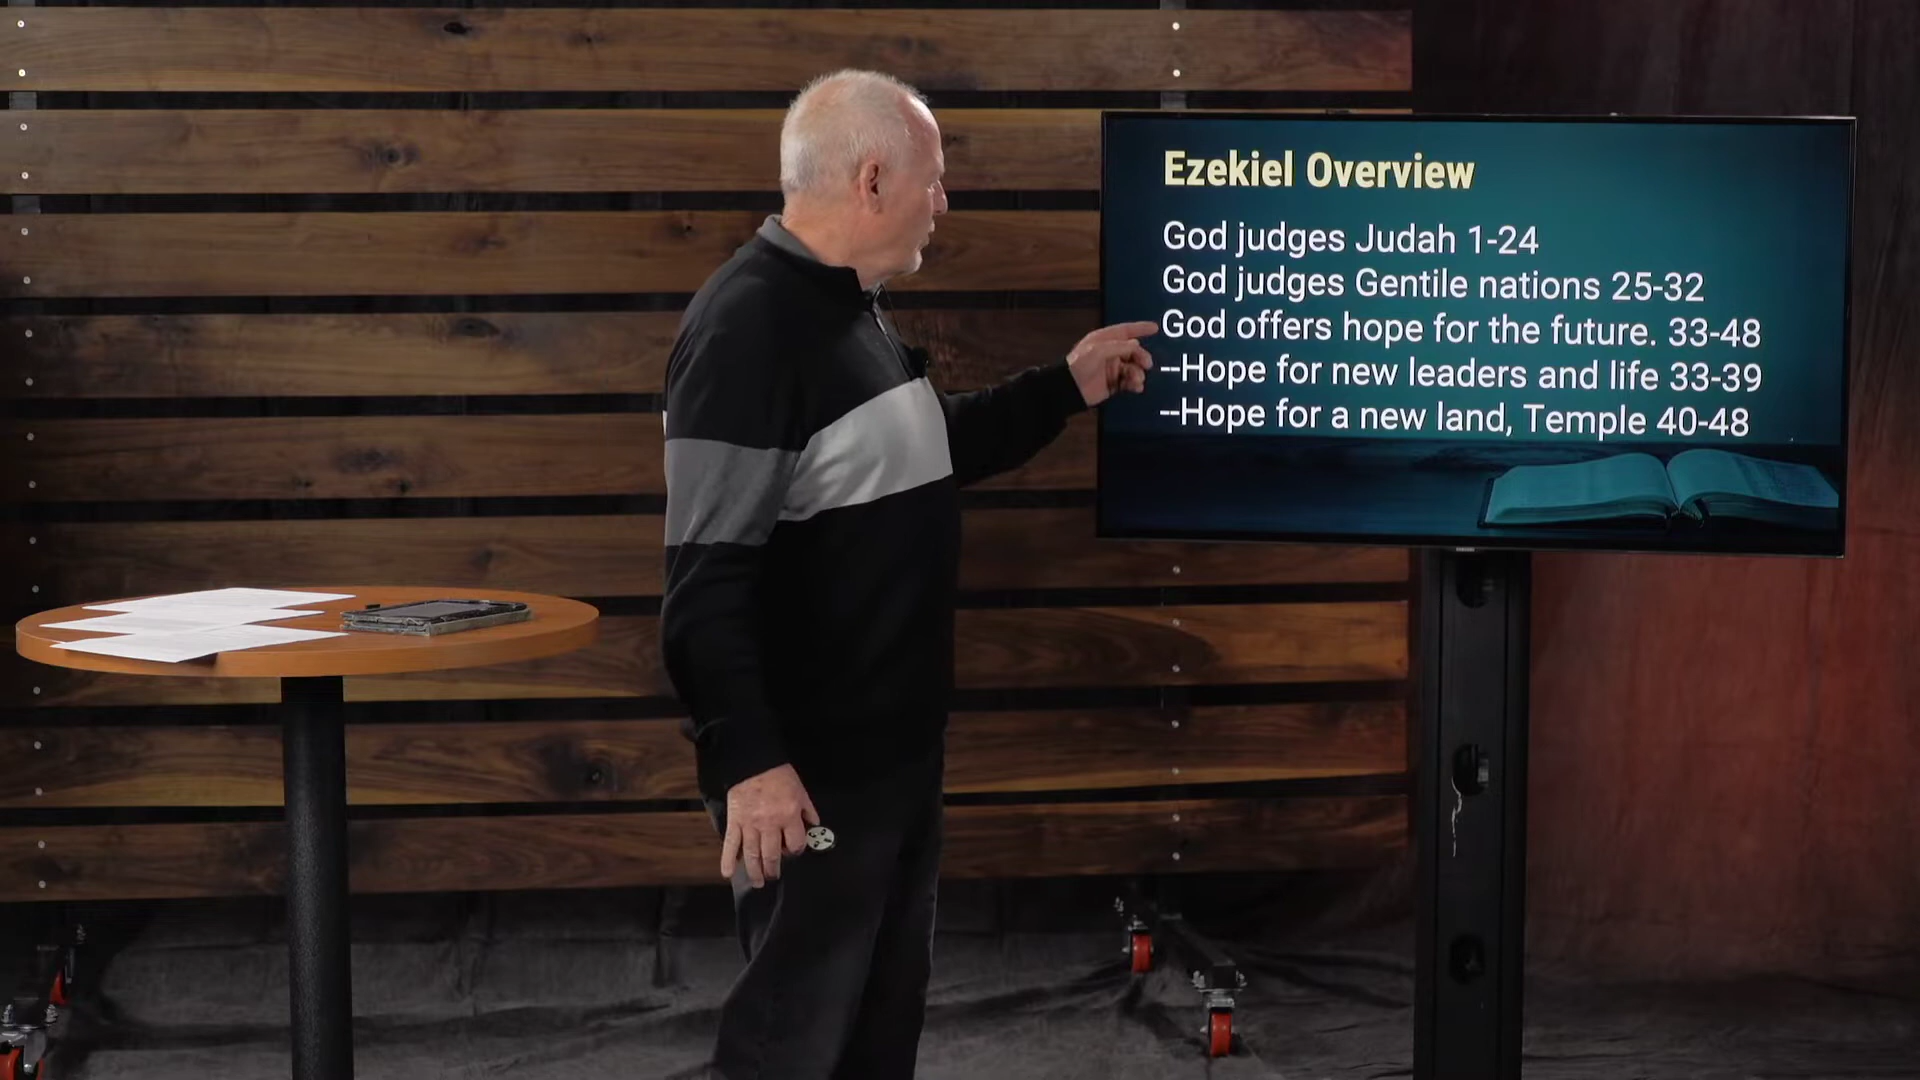 Ezekiel Overview
God judges Judah 1-24
God judges Gentile nations 25-32
God offers hope for the future. 33-48
--Hope for new leaders and life 33-39
--Hope for a new land, Temple 40-48